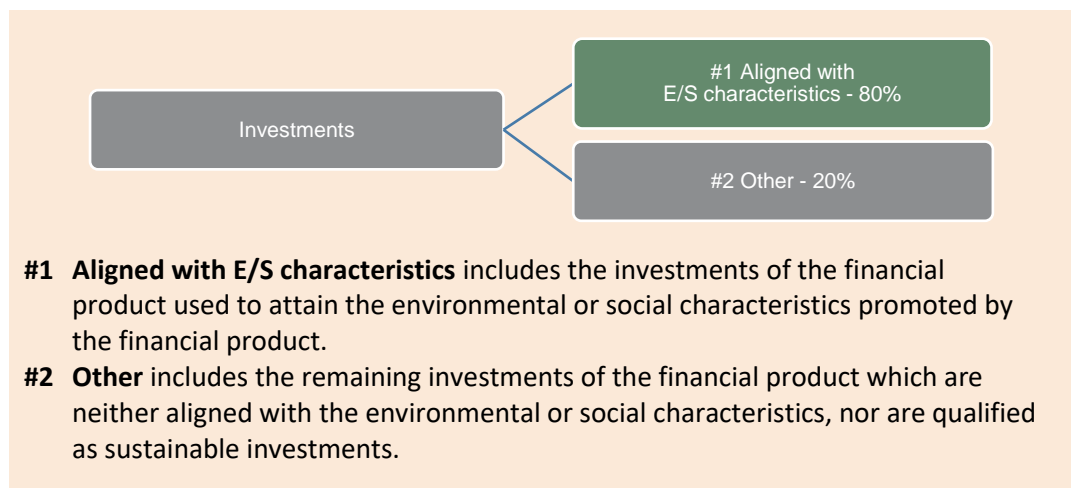 #1 Aligned with
E/S characteristics - 80%
Investments
#2 Other - 20%
#1 Aligned with E/S characteristics includes the investments of the financial
product used to attain the environmental or social characteristics promoted by
the financial product.
#2 Other includes the remaining investments of the financial product which are
neither aligned with the environmental or social characteristics, nor are qualified
as sustainable investments.